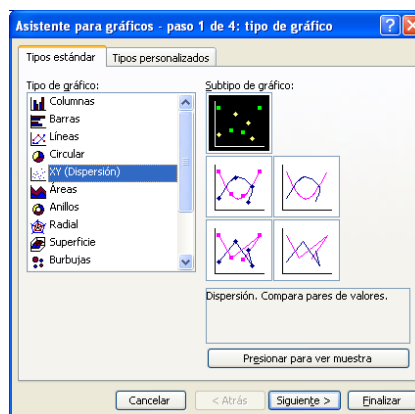 Asistente para gráficos - paso 1 de 4: tipo de gráfico
Tipos estándar
Tipos personalizados
Tipo de gráfico:
Columnas
Barras
Líneas
Circular
XY (Dispersión)
Áreas
Anillos
Radial
Superficie
Burbujas
Subtipo de gráfico:
Dispersión. Compara pares de valores.
Presionar para ver muestra
Cancelar
< Atrás
Siguiente >
Finalizar